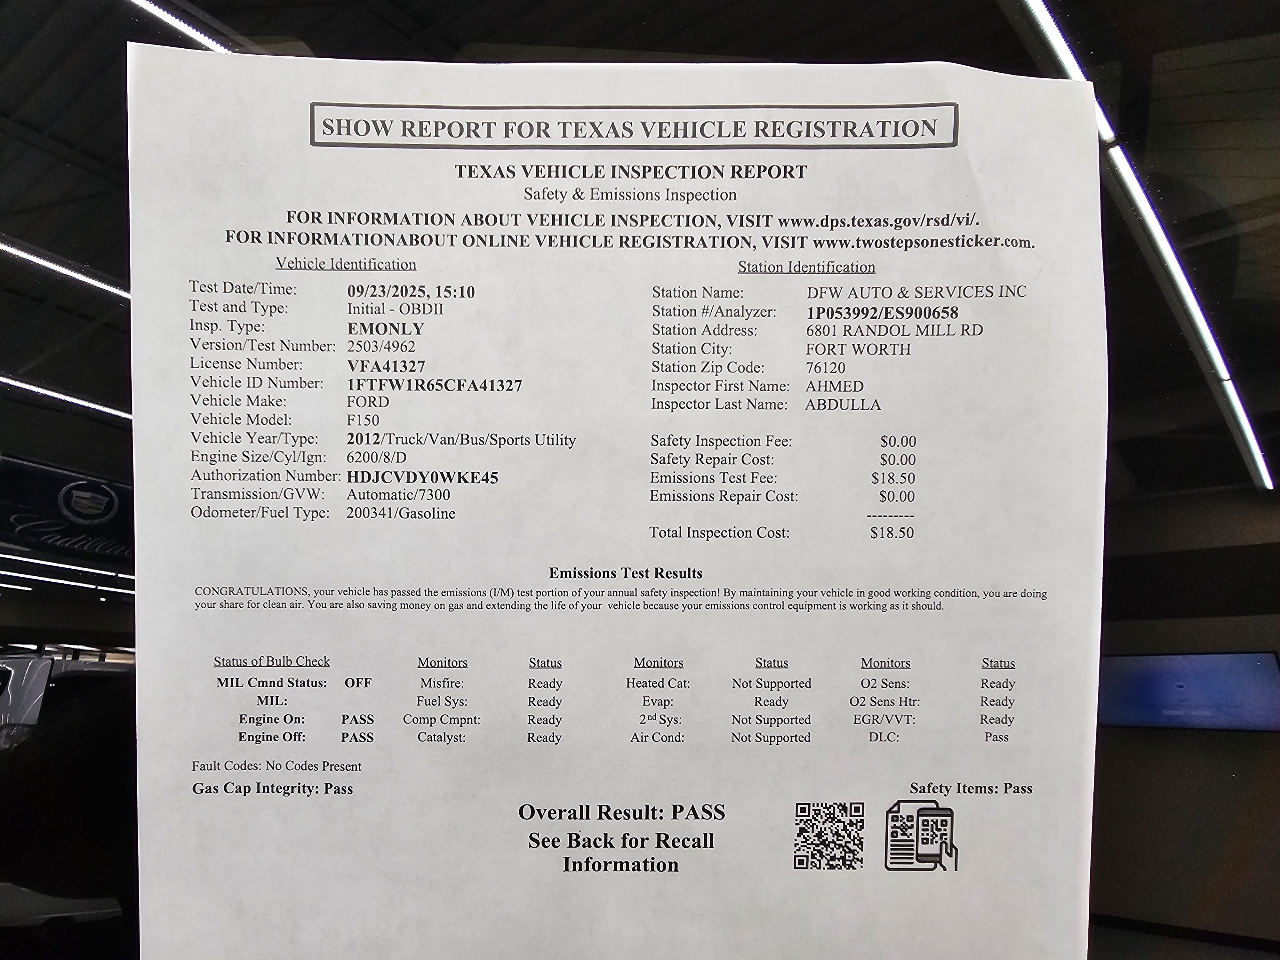 SHOW REPORT FOR TEXAS VEHICLE REGISTRATION
TEXAS VEHICLE INSPECTION REPORT
Safety & Emissions Inspection
FOR INFORMATION ABOUT VEHICLE INSPECTION, VISIT www.dps.texas.gov/rsd/vi/.
FOR INFORMATIONABOUT ONLINE VEHICLE REGISTRATION, VISIT www.twostepsonesticker.com.
Vehicle Identification
Test Date/Time: 09/23/2025, 15:10
Test and Type: Initial - OBDII
Insp. Type: EMONLY
Version/Test Number: 2503/4962
License Number: VFA41327
Vehicle ID Number: 1FTFW1R65CFA41327
Vehicle Make: FORD
Vehicle Model: F150
Vehicle Year/Type: 2012/Truck/Van/Bus/Sports Utility
Engine Size/Cyl/Ign: 6200/8/D
Authorization Number: HDJCVDY0WKE45
Transmission/GVW: Automatic/7300
Odometer/Fuel Type: 200341/Gasoline
Station Identification
Station Name: DFW AUTO & SERVICES INC
Station #/Analyzer: 1P053992/ES900658
Station Address: 6801 RANDOL MILL RD
Station City: FORT WORTH
Station Zip Code: 76120
Inspector First Name: AHMED
Inspector Last Name: ABDULLA
Safety Inspection Fee: $0.00
Safety Repair Cost: $0.00
Emissions Test Fee: $18.50
Emissions Repair Cost: $0.00
---------
Total Inspection Cost: $18.50
Emissions Test Results
CONGRATULATIONS, your vehicle has passed the emissions (I/M) test portion of your annual safety inspection! By maintaining your vehicle in good working condition, you are doing
your share for clean air. You are also saving money on gas and extending the life of your vehicle because your emissions control equipment is working as it should.
Status of Bulb Check Monitors Status Monitors Status Monitors Status
MIL Cmnd Status: OFF Misfire: Ready Heated Cat: Not Supported O2 Sens: Ready
MIL: Fuel Sys: Ready Evap: Ready O2 Sens Htr: Ready
Engine On: PASS Comp Cmpnt: Ready 2nd Sys: Not Supported EGR/VVT: Ready
Engine Off: PASS Catalyst: Ready Air Cond: Not Supported DLC: Pass
Fault Codes: No Codes Present
Gas Cap Integrity: Pass Safety Items: Pass
Overall Result: PASS
See Back for Recall
Information
Cadillac